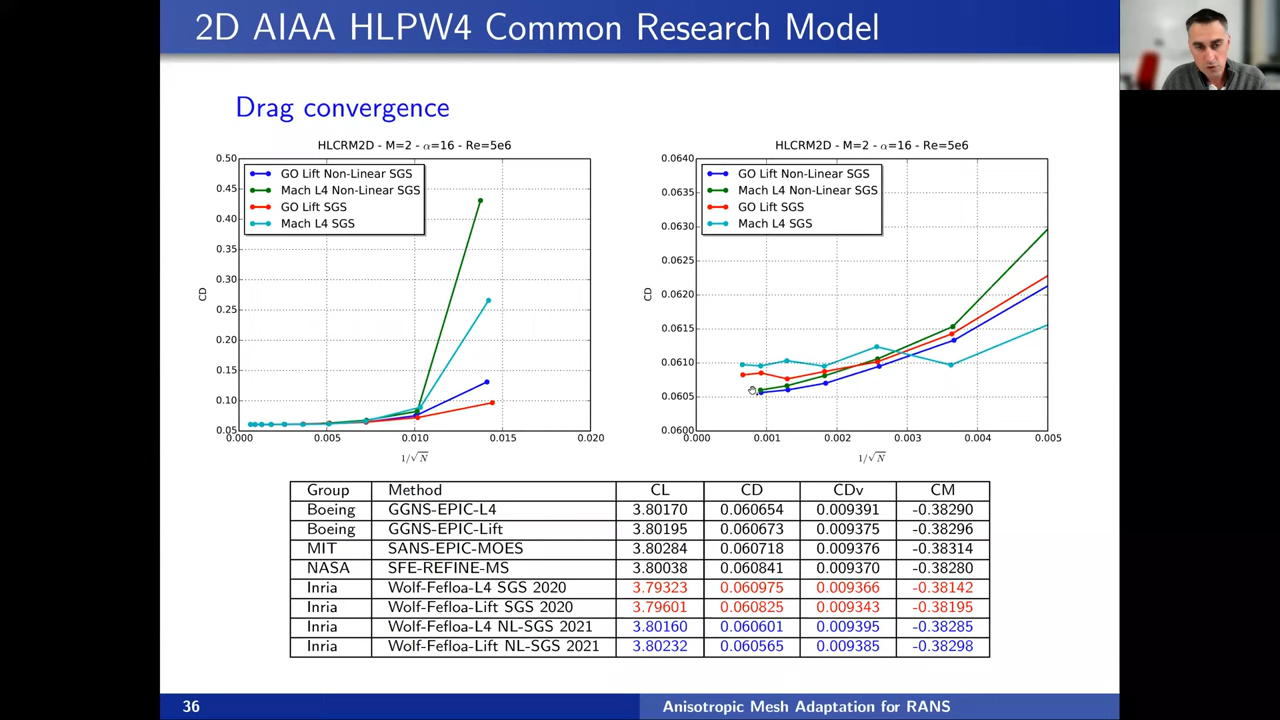 2D AIAA HLPW4 Common Research Model
Drag convergence
HLCRM2D - M=2 - α=16 - Re=5e6
0.50
0.45
0.40
0.35
0.30
0.25
0.20
0.15
0.10
0.05
CD
GO Lift Non-Linear SGS
Mach L4 Non-Linear SGS
GO Lift SGS
Mach L4 SGS
0.000 0.005 0.010 0.015 0.020
1/√N
HLCRM2D - M=2 - α=16 - Re=5e6
0.0640
0.0635
0.0630
0.0625
0.0620
0.0615
0.0610
0.0605
0.0600
CD
GO Lift Non-Linear SGS
Mach L4 Non-Linear SGS
GO Lift SGS
Mach L4 SGS
0.000 0.001 0.002 0.003 0.004 0.005
1/√N
Group Method CL CD CDv CM
Boeing GGNS-EPIC-L4 3.80170 0.060654 0.009391 -0.38290
Boeing GGNS-EPIC-Lift 3.80195 0.060673 0.009375 -0.38296
MIT SANS-EPIC-MOES 3.80284 0.060718 0.009376 -0.38314
NASA SFE-REFINE-MS 3.80038 0.060841 0.009370 -0.38280
Inria Wolf-Fefloa-L4 SGS 2020 3.79323 0.060975 0.009366 -0.38142
Inria Wolf-Fefloa-Lift SGS 2020 3.79601 0.060825 0.009343 -0.38195
Inria Wolf-Fefloa-L4 NL-SGS 2021 3.80160 0.060601 0.009395 -0.38285
Inria Wolf-Fefloa-Lift NL-SGS 2021 3.80232 0.060565 0.009385 -0.38298
36 Anisotropic Mesh Adaptation for RANS